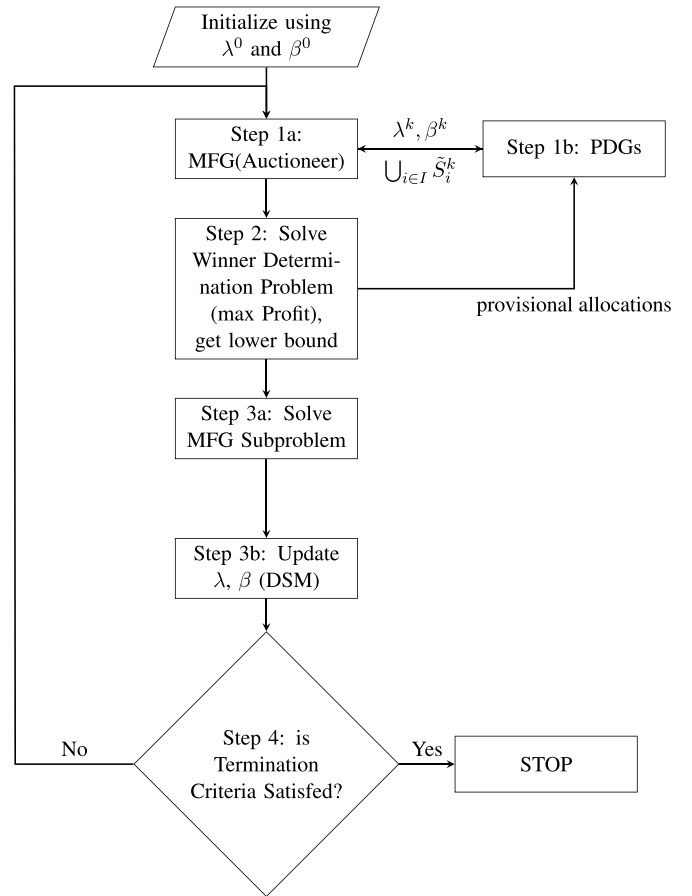 Initialize using
λ⁰ and β⁰
Step 1a:
MFG(Auctioneer)
λᵏ, βᵏ
⋃_{i∈I} S̃ᵢᵏ
Step 1b: PDGs
Step 2: Solve
Winner Determi-
nation Problem
(max Profit),
get lower bound
provisional allocations
Step 3a: Solve
MFG Subproblem
Step 3b: Update
λ, β (DSM)
Step 4: is
Termination
Criteria Satisfed?
No
Yes
STOP